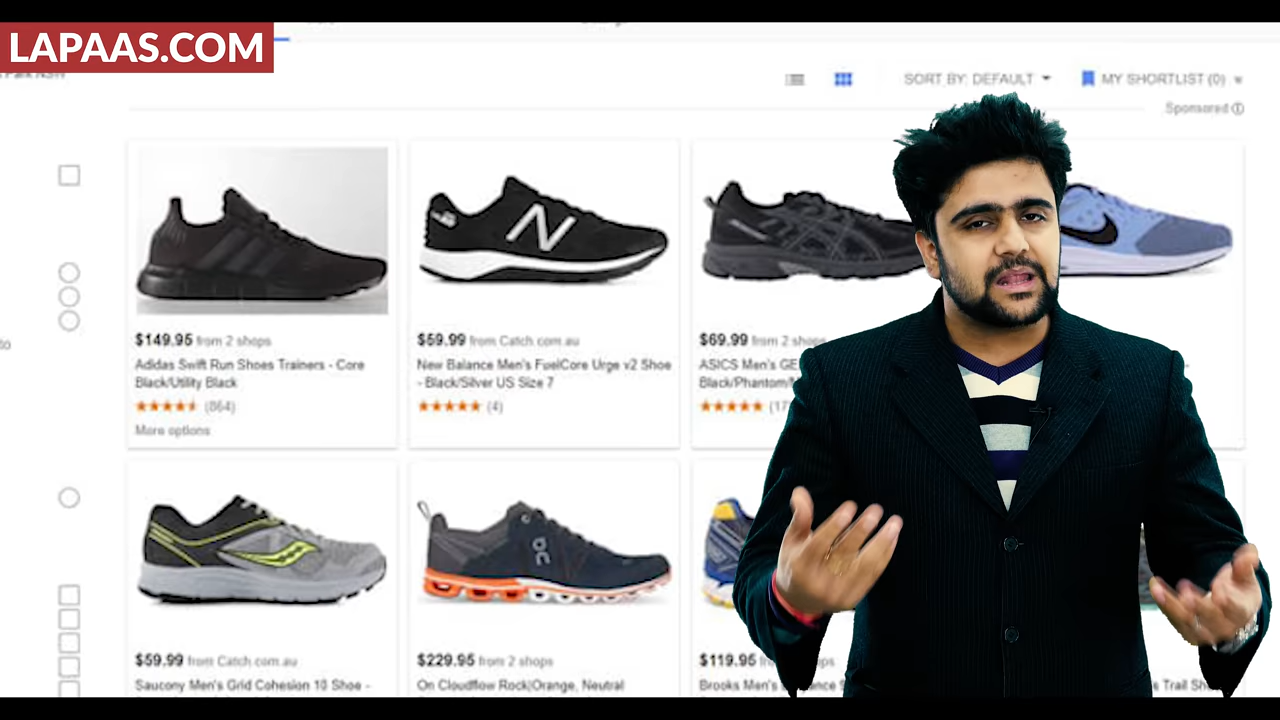 LAPAAS.COM
SORT BY: DEFAULT
MY SHORTLIST (0)
Sponsored
N
$149.95 from 2 shops
Adidas Swift Run Shoes Trainers - Core
Black/Utility Black
(864)
More options
$59.99 from Catch.com.au
New Balance Men's FuelCore Urge v2 Shoe
- Black/Silver US Size 7
(4)
$69.99 from 2 shops
ASICS Men's GE
Black/Phantom/
$59.99 from Catch.com.au
Saucony Men's Grid Cohesion 10 Shoe -
$229.95 from 2 shops
On Cloudflow Rock|Orange, Neutral
$119.95
Brooks Men's
Trail